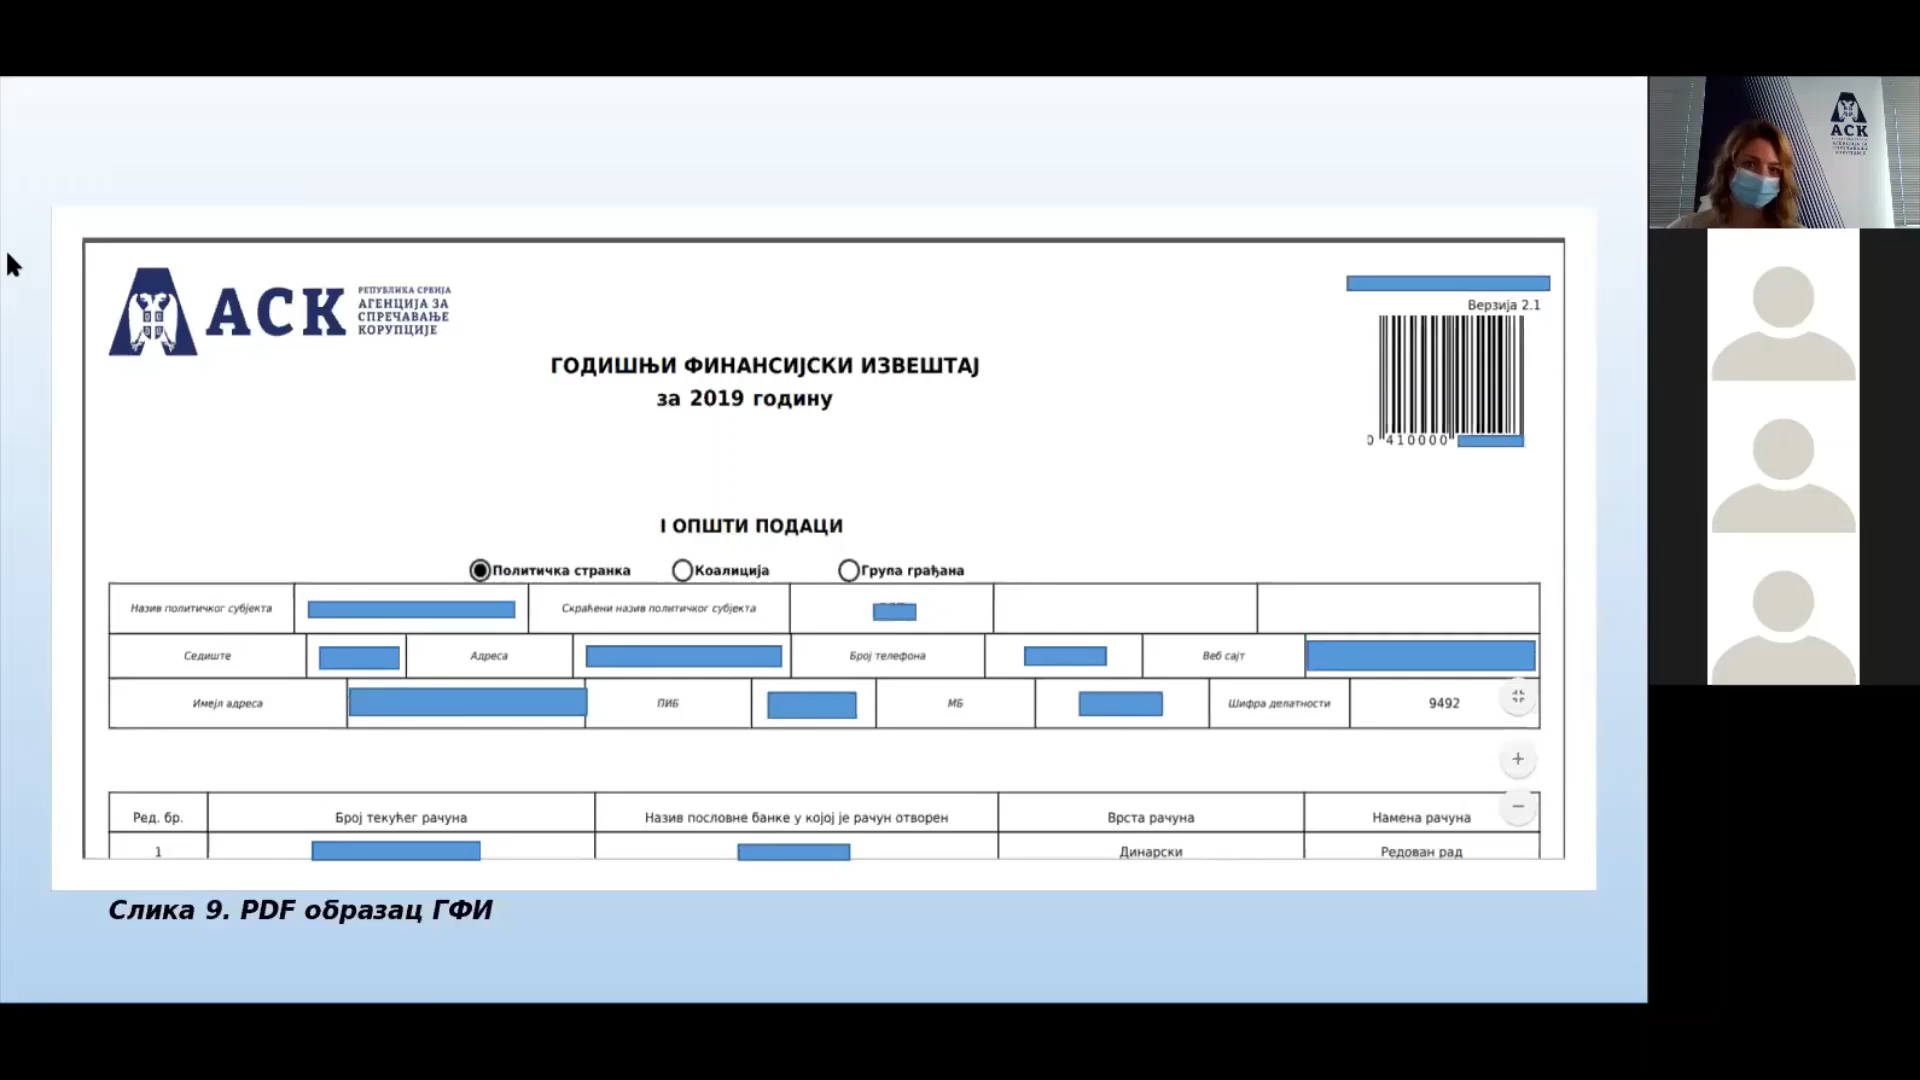 АСК
РЕПУБЛИКА СРБИЈА
АГЕНЦИЈА ЗА
СПРЕЧАВАЊЕ
КОРУПЦИЈЕ
Верзија 2.1
0 410000
ГОДИШЊИ ФИНАНСИЈСКИ ИЗВЕШТАЈ
за 2019 годину
I ОПШТИ ПОДАЦИ
Политичка странка Коалиција Група грађана
Назив политичког субјекта Скраћени назив политичког субјекта
Седиште Адреса Број телефона Веб сајт
Имејл адреса ПИБ МБ Шифра делатности 9492
Ред. бр. Број текућег рачуна Назив пословне банке у којој је рачун отворен Врста рачуна Намена рачуна
1 Динарски Редован рад
Слика 9. PDF образац ГФИ
АСК